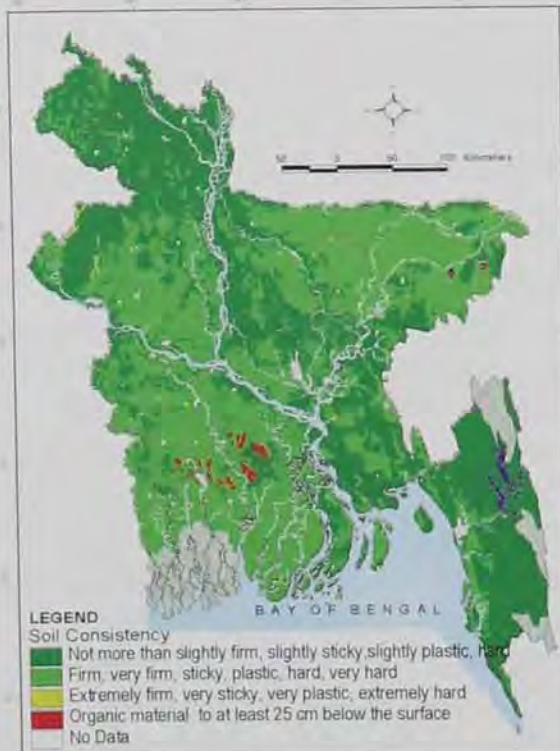 BAY OF BENGAL
LEGEND
Soil Consistency
Not more than slightly firm, slightly sticky,slightly plastic, hard
Firm, very firm, sticky, plastic, hard, very hard
Extremely firm, very sticky, very plastic, extremely hard
Organic material to at least 25 cm below the surface
No Data